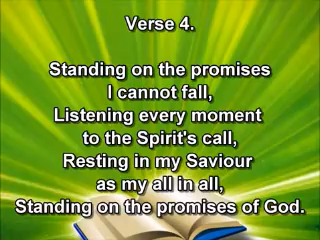 Verse 4.
Standing on the promises
I cannot fall,
Listening every moment
to the Spirit's call,
Resting in my Saviour
as my all in all,
Standing on the promises of God.